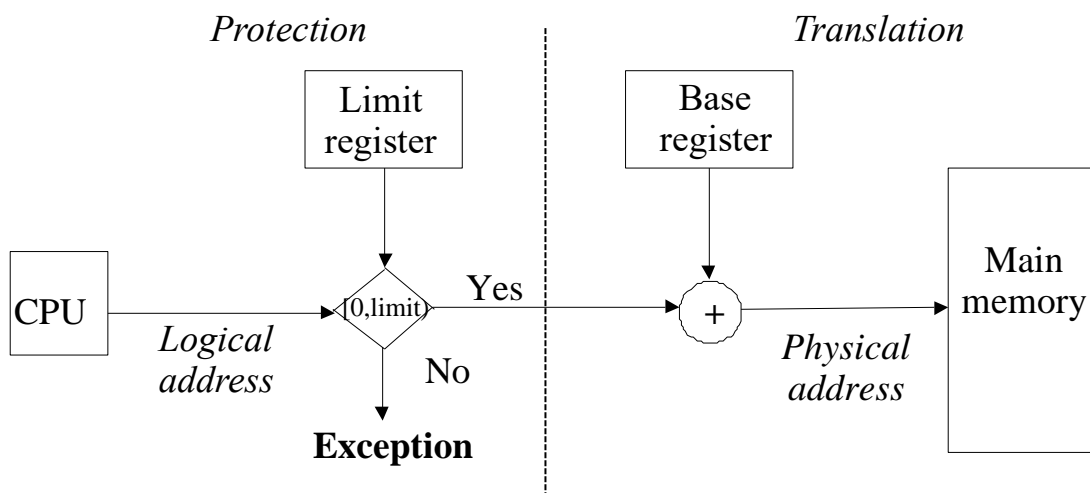 Protection
Translation
Limit
register
Base
register
CPU
Logical
address
[0,limit)
Yes
No
Exception
+
Physical
address
Main
memory